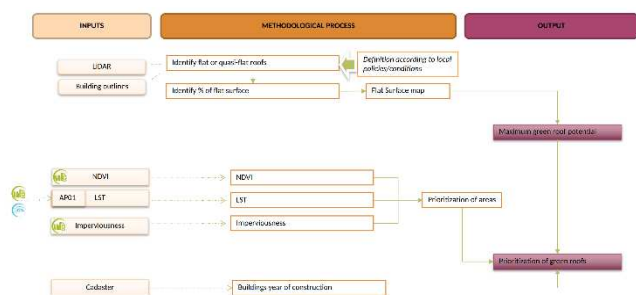 INPUTS
METHODOLOGICAL PROCESS
OUTPUT
LIDAR
Building outlines
Identify flat or quasi-flat roofs
Definition according to local
policies/conditions
Identify % of flat surface
Flat Surface map
Maximum green roof potential
NDVI
NDVI
AP01
LST
LST
Prioritization of areas
Imperviousness
Imperviousness
Prioritisation of green roofs
Cadaster
Buildings year of construction